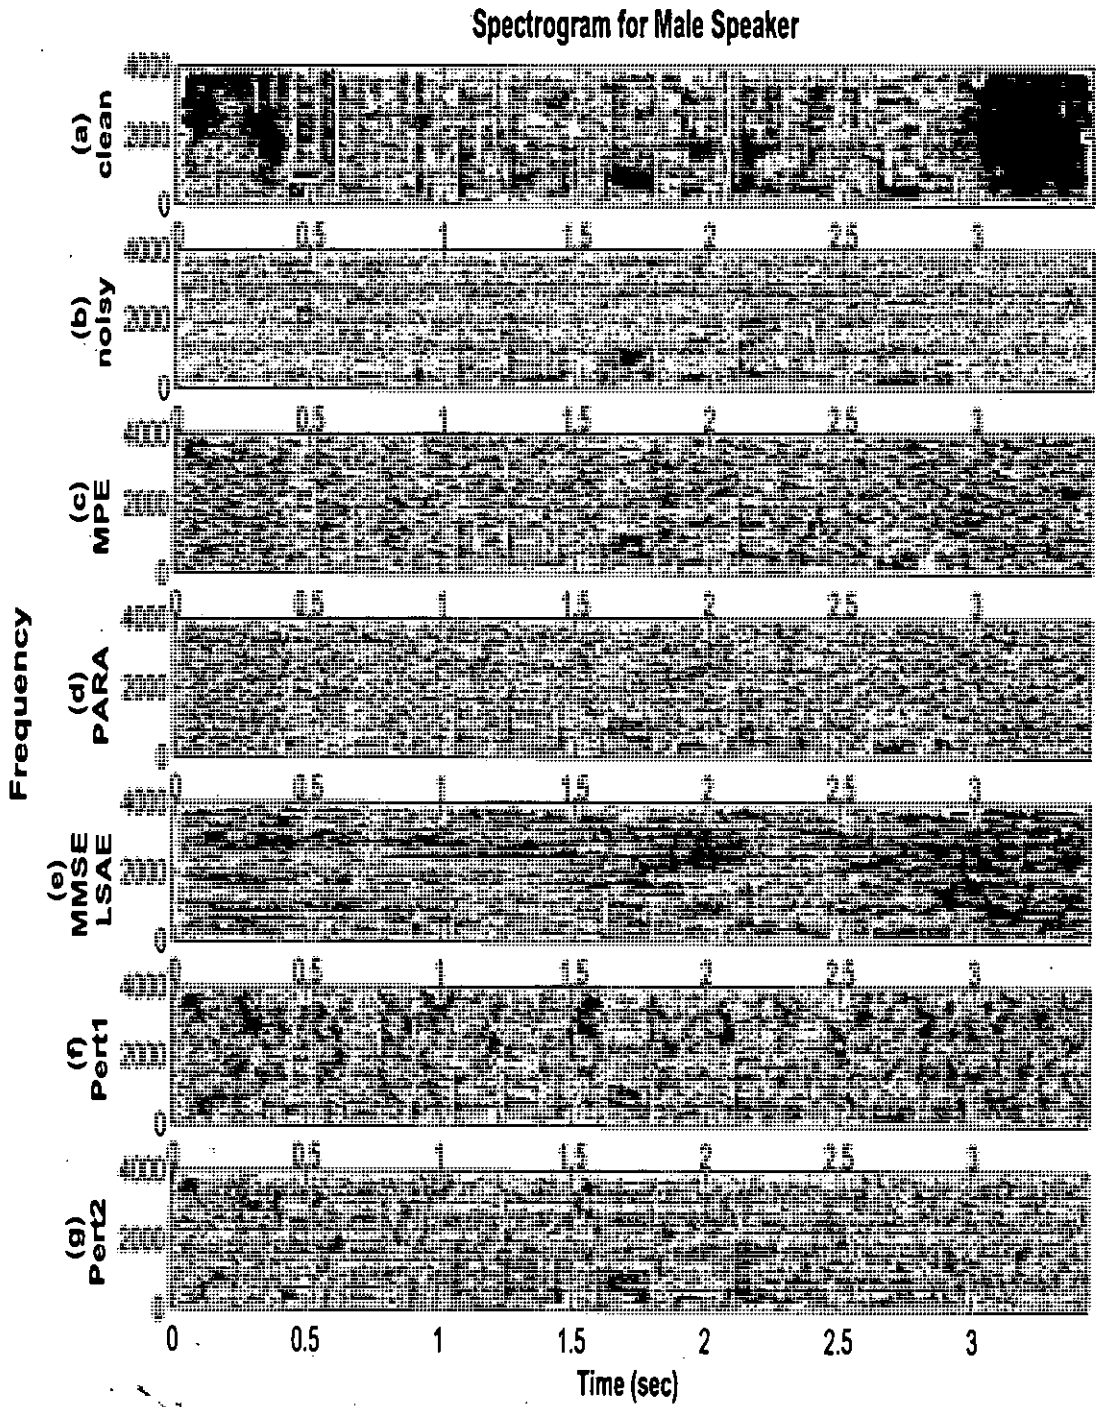 Spectrogram for Male Speaker
4000
2000
0
(a)
clean
0 0.5 1 1.5 2 2.5 3
4000
2000
0
(b)
noisy
0 0.5 1 1.5 2 2.5 3
4000
2000
0
(c)
MPE
0 0.5 1 1.5 2 2.5 3
4000
2000
0
(d)
PARA
0 0.5 1 1.5 2 2.5 3
4000
2000
0
(e)
MMSE
LSAE
0 0.5 1 1.5 2 2.5 3
4000
2000
0
(f)
Pert1
0 0.5 1 1.5 2 2.5 3
4000
2000
0
(g)
Pert2
0 0.5 1 1.5 2 2.5 3
Time (sec)
Frequency